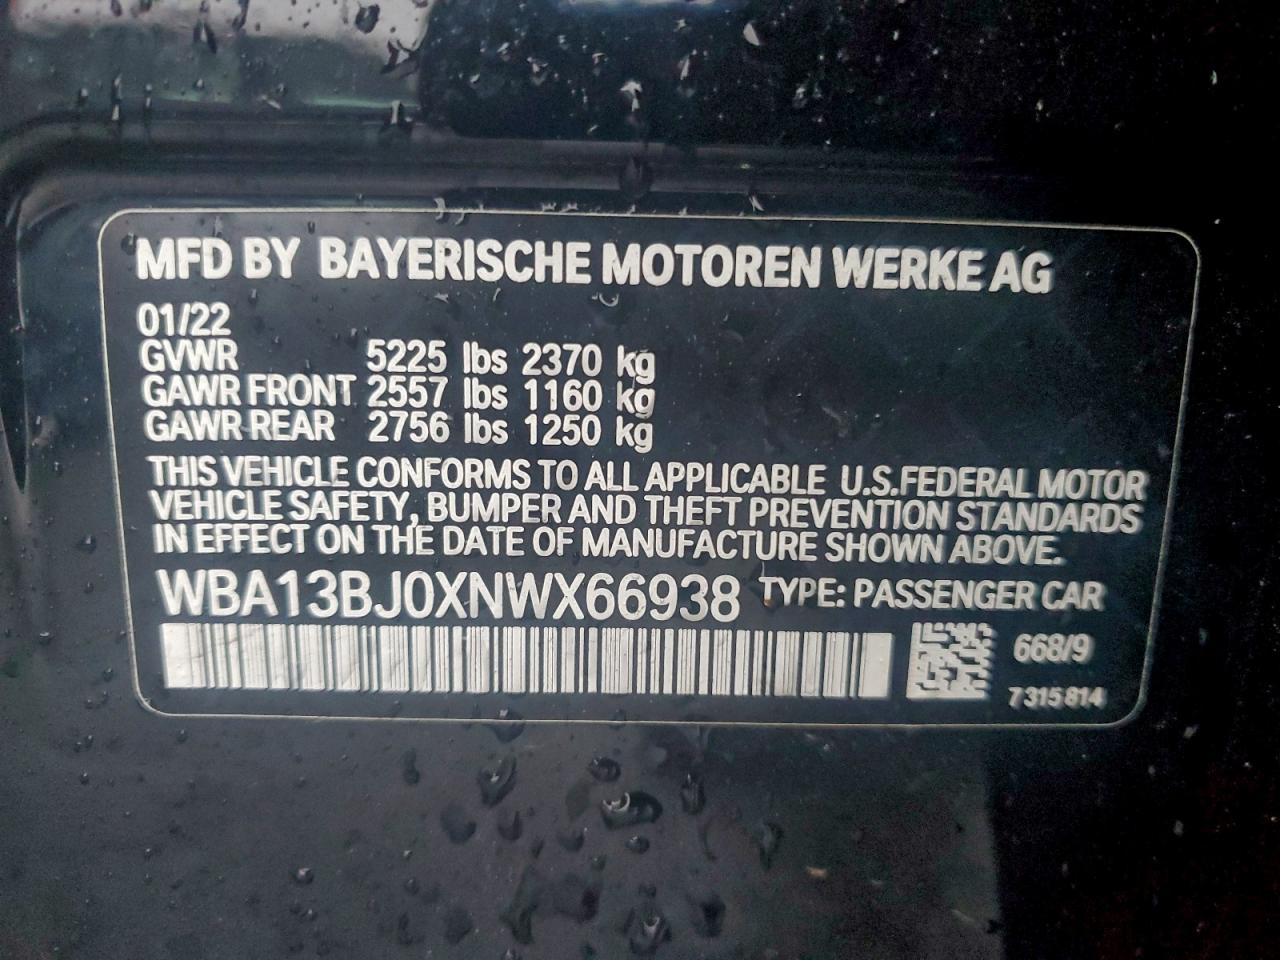 MFD BY BAYERISCHE MOTOREN WERKE AG
01/22
GVWR 5225 lbs 2370 kg
GAWR FRONT 2557 lbs 1160 kg
GAWR REAR 2756 lbs 1250 kg
THIS VEHICLE CONFORMS TO ALL APPLICABLE U.S.FEDERAL MOTOR
VEHICLE SAFETY, BUMPER AND THEFT PREVENTION STANDARDS
IN EFFECT ON THE DATE OF MANUFACTURE SHOWN ABOVE.
WBA13BJ0XNWX66938 TYPE: PASSENGER CAR
668/9
7 315 814